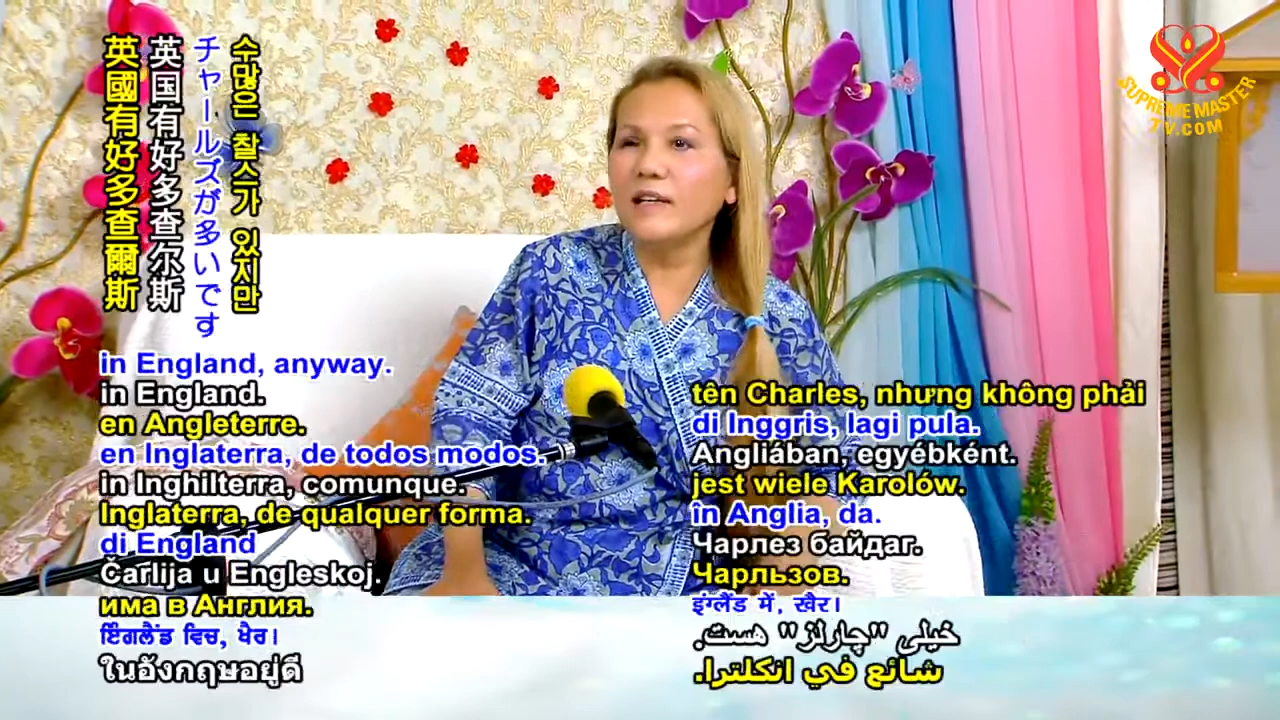 英國有好多查爾斯
英国有好多查尔斯
チャールズが多いです
수많은 찰스가 있지만
SUPREME MASTER
TV.COM
in England, anyway.
in England.
en Angleterre.
en Inglaterra, de todos modos.
in Inghilterra, comunque.
Inglaterra, de qualquer forma.
di England
Čarlija u Engleskoj.
има в Англия.
ਇੰਗਲੈਂਡ ਵਿਚ, ਖੈਰ।
ในอังกฤษอยู่ดี
tên Charles, nhưng không phải
di Inggris, lagi pula.
Angliában, egyébként.
jest wiele Karolów.
în Anglia, da.
Чарлез байдаг.
Чарльзов.
इंग्लैंड में, खैर।
خیلی "چارلز" هست.
شائع في انكلترا.